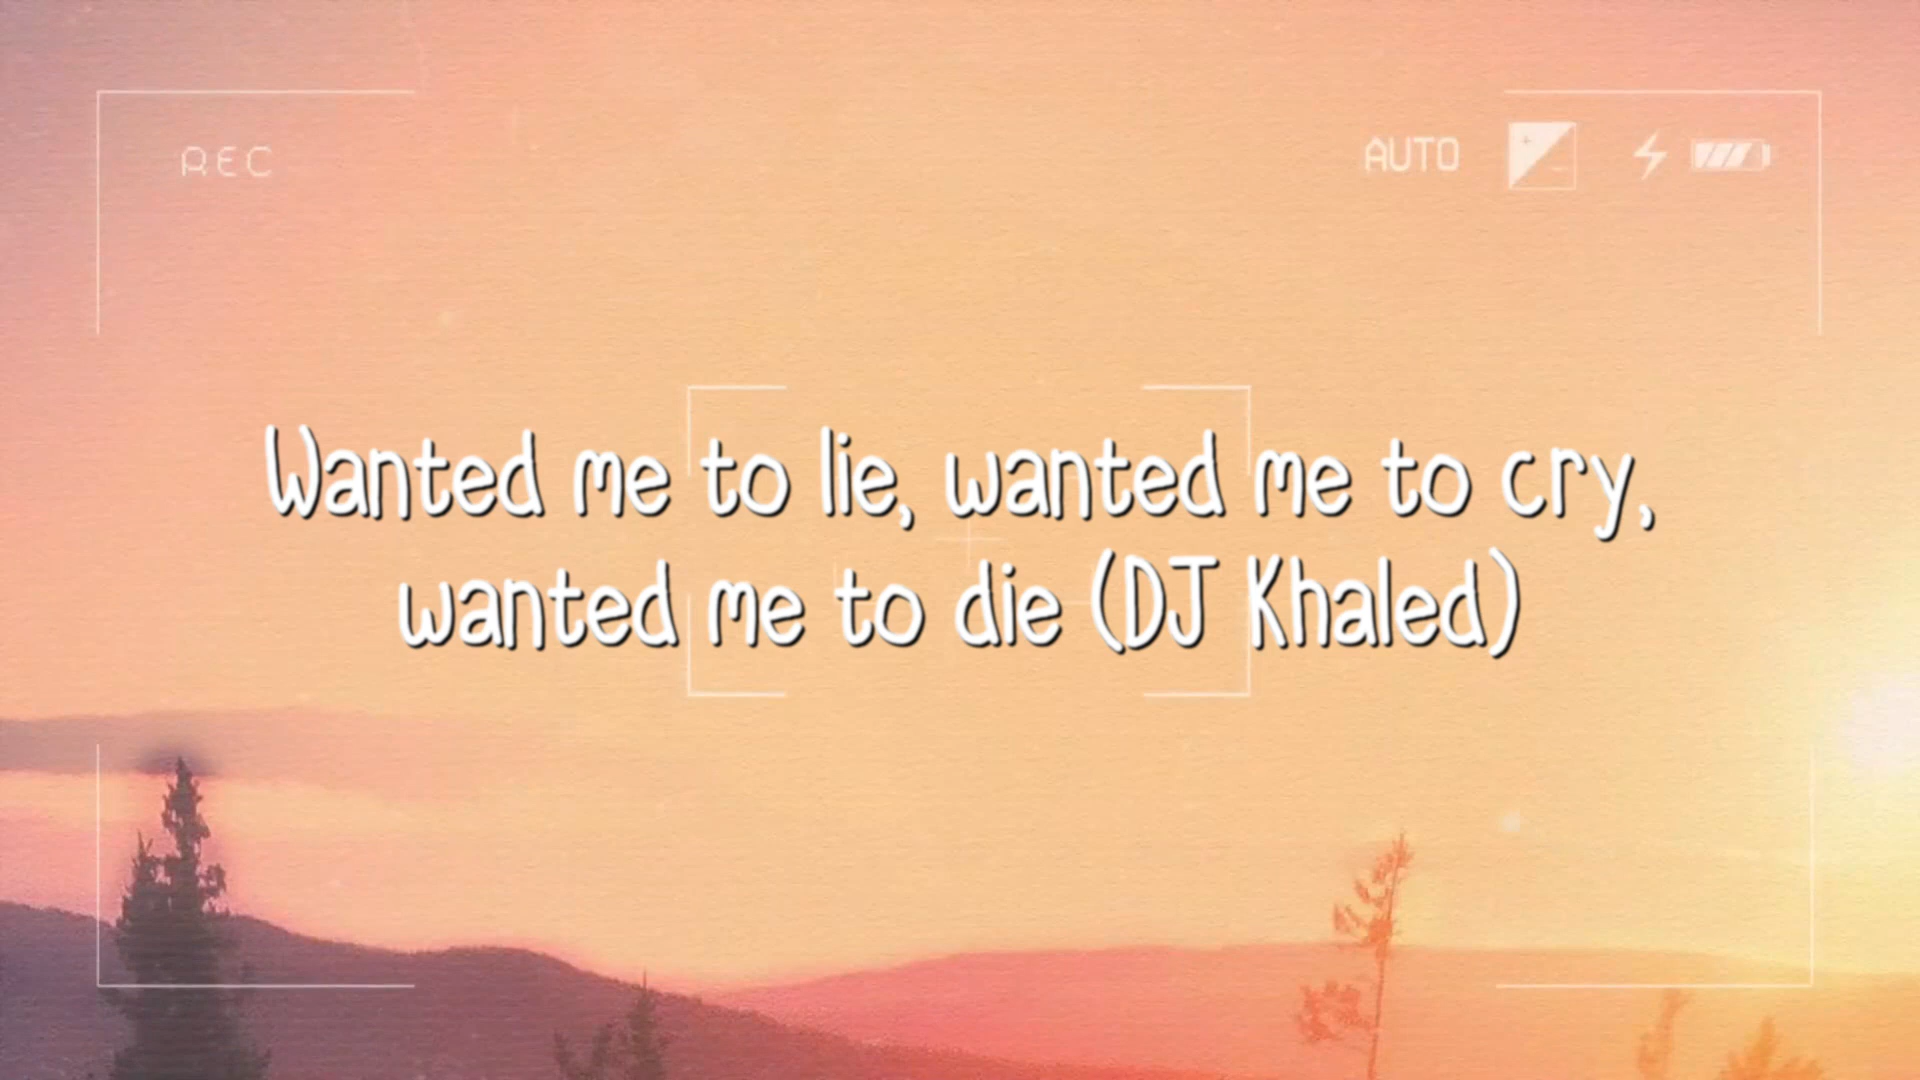 REC
AUTO
Wanted me to lie, wanted me to cry,
wanted me to die (DJ Khaled)